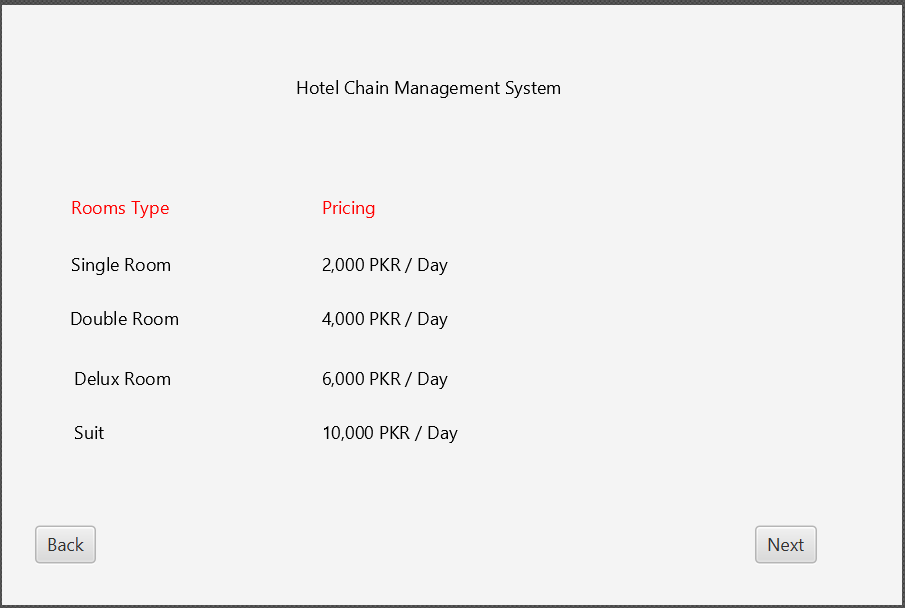 Hotel Chain Management System
Rooms Type Pricing
Single Room 2,000 PKR / Day
Double Room 4,000 PKR / Day
Delux Room 6,000 PKR / Day
Suit 10,000 PKR / Day
Back Next